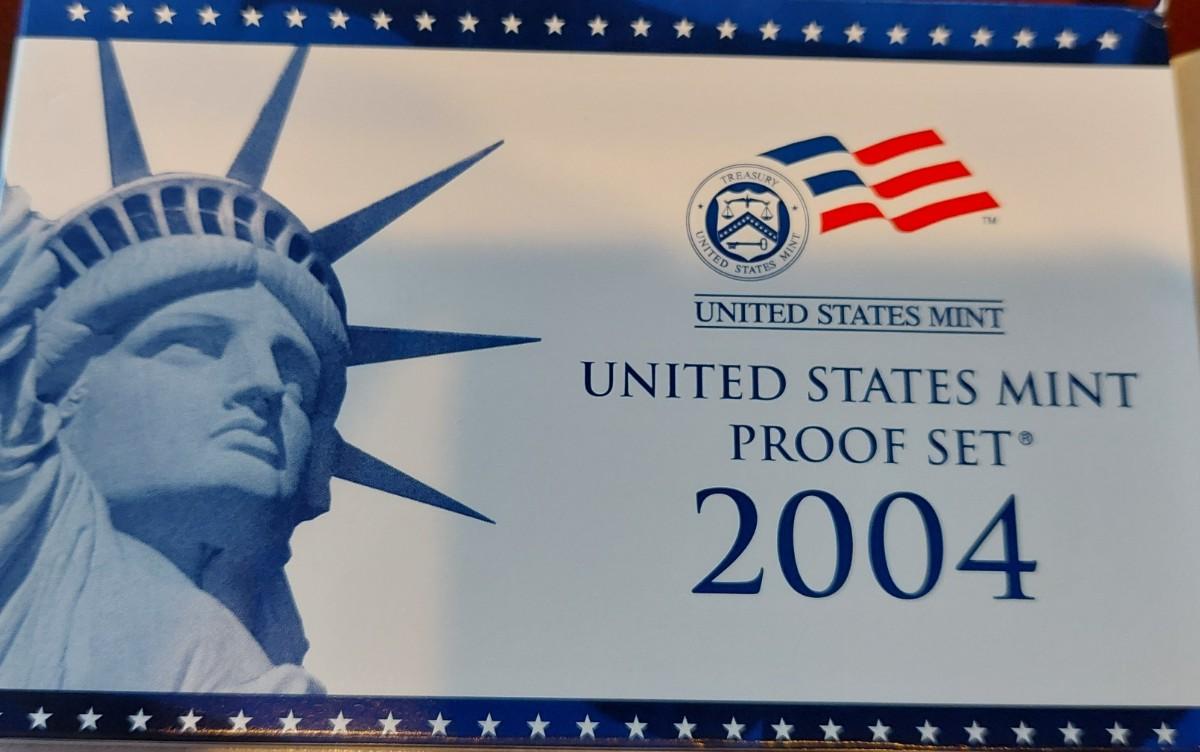 TREASURY
UNITED STATES MINT
TM
UNITED STATES MINT
UNITED STATES MINT
PROOF SET®
2004